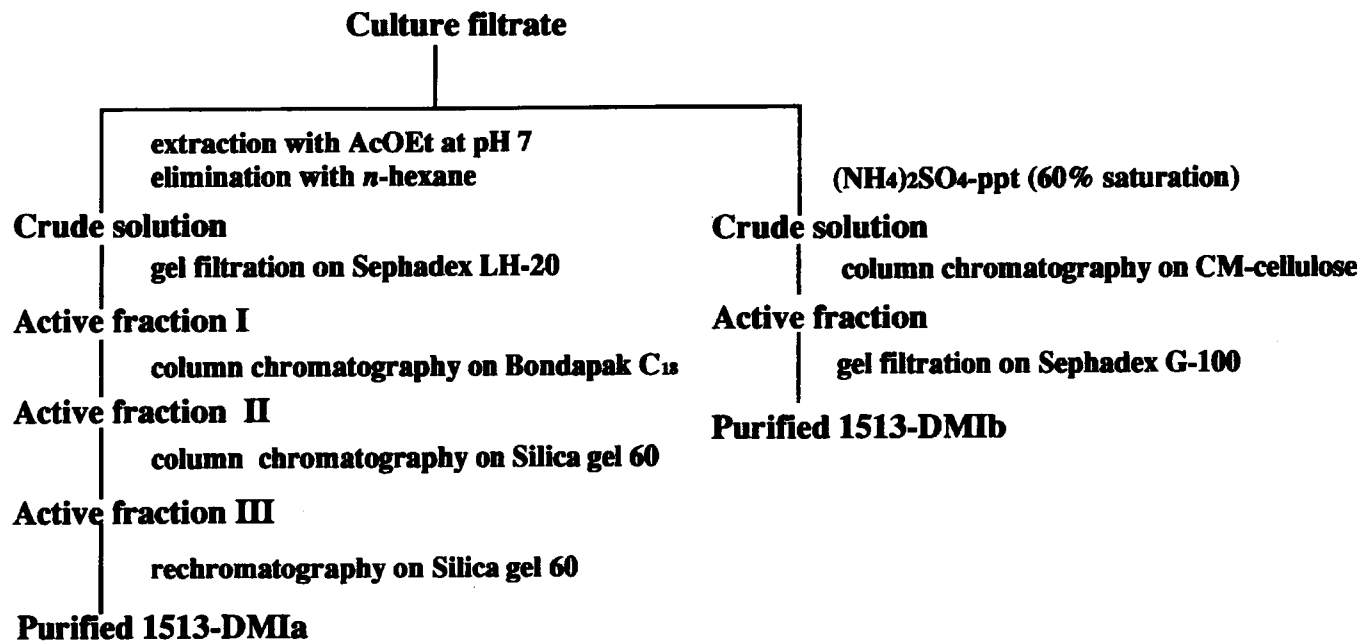 Culture filtrate
extraction with AcOEt at pH 7
elimination with n-hexane
Crude solution
gel filtration on Sephadex LH-20
Active fraction I
column chromatography on Bondapak C18
Active fraction II
column chromatography on Silica gel 60
Active fraction III
rechromatography on Silica gel 60
Purified 1513-DMIa
(NH4)2SO4-ppt (60% saturation)
Crude solution
column chromatography on CM-cellulose
Active fraction
gel filtration on Sephadex G-100
Purified 1513-DMIb